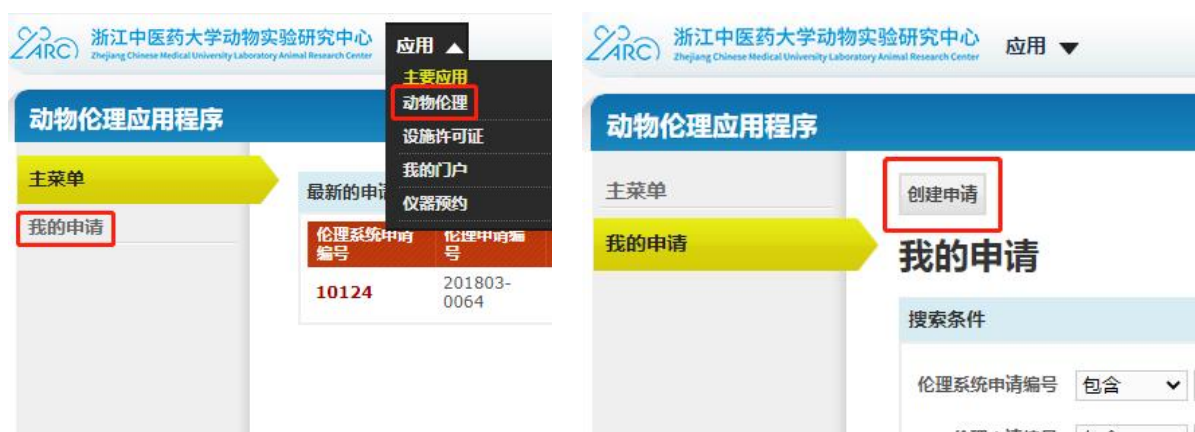 ZARC
浙江中医药大学动物实验研究中心
Zhejiang Chinese Medical University Laboratory Animal Research Center
应用 ▲
主要应用
动物伦理
设施许可证
我的门户
仪器预约
动物伦理应用程序
主菜单
我的申请
最新的申
伦理系统申请
编号
伦理申请编
号
10124
201803-
0064
ZARC
浙江中医药大学动物实验研究中心
Zhejiang Chinese Medical University Laboratory Animal Research Center
应用 ▼
动物伦理应用程序
主菜单
我的申请
创建申请
我的申请
搜索条件
伦理系统申请编号
包含